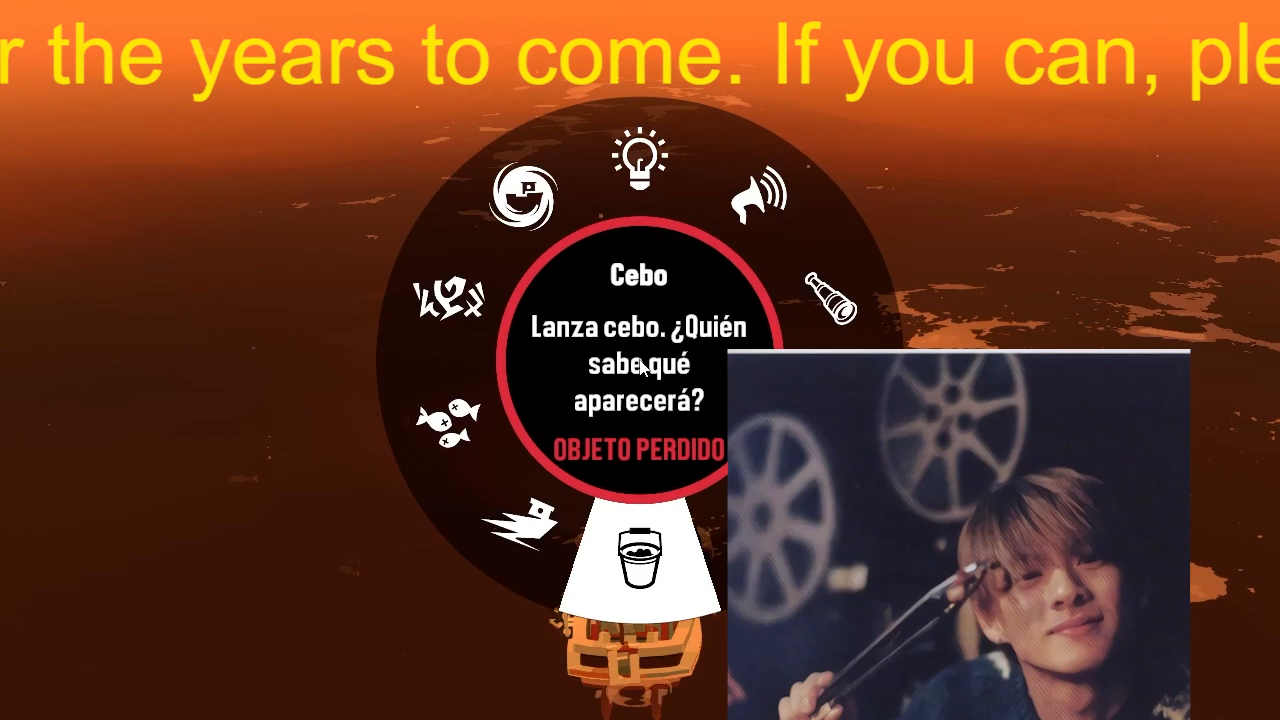 r the years to come. If you can, ple
Cebo
Lanza cebo. ¿Quién
sabe qué
aparecerá?
OBJETO PERDIDO